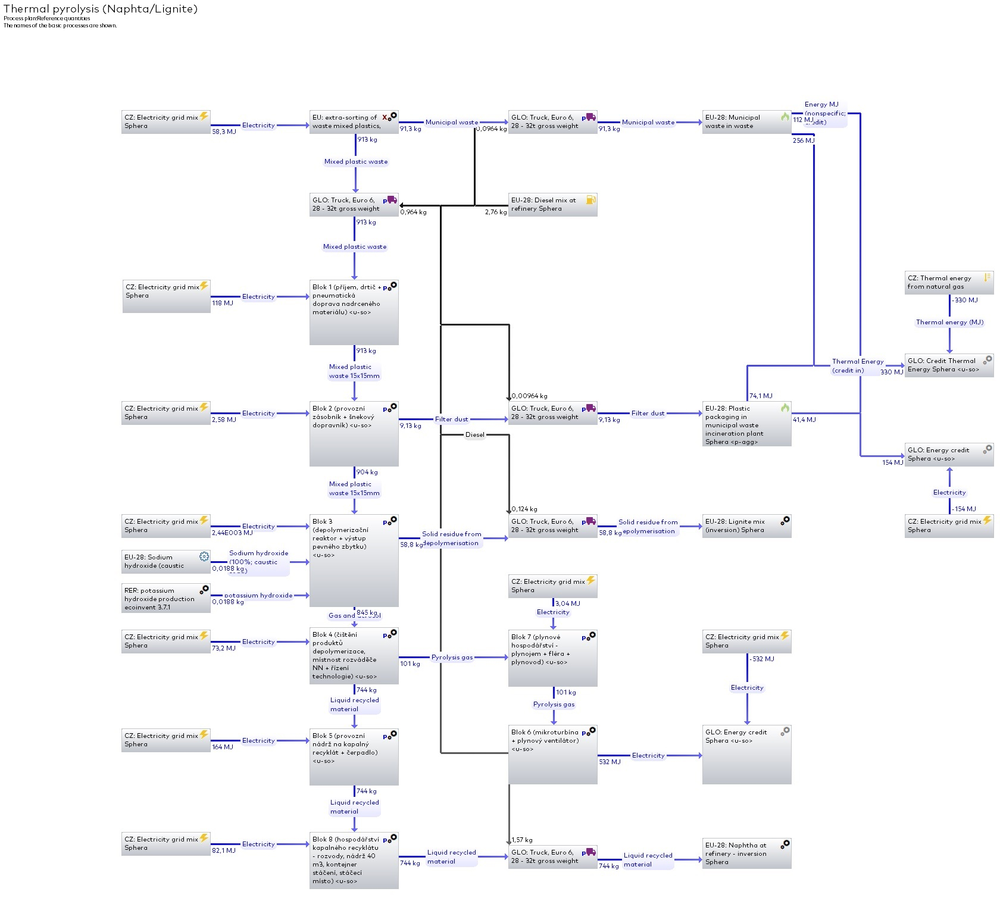 Thermal pyrolysis (Naphta/Lignite)
Process plan:Reference quantities
The names of the basic processes are shown.
CZ: Electricity grid mix
Sphera
58,3 MJ
Electricity
EU: extra-sorting of
waste mixed plastics,
91,3 kg
Municipal waste
0,0964 kg
GLO: Truck, Euro 6,
28 - 32t gross weight
91,3 kg
Municipal waste
EU-28: Municipal
waste in waste
Energy MJ
(nonspecific;
112 MJ
256 MJ
913 kg
Mixed plastic waste
GLO: Truck, Euro 6,
28 - 32t gross weight
0,964 kg
2,76 kg
EU-28: Diesel mix at
refinery Sphera
913 kg
Mixed plastic waste
CZ: Electricity grid mix
Sphera
118 MJ
Electricity
Blok 1 (příjem, drtič +
pneumatická
doprava nadrceného
materiálu) <u-so>
CZ: Thermal energy
from natural gas
-330 MJ
Thermal energy (MJ)
913 kg
Mixed plastic
waste 15x15mm
Thermal Energy
(credit in)
330 MJ
GLO: Credit Thermal
Energy Sphera <u-so>
CZ: Electricity grid mix
Sphera
2,58 MJ
Electricity
Blok 2 (provozní
zásobník + šnekový
dopravník) <u-so>
9,13 kg
Filter dust
0,00964 kg
GLO: Truck, Euro 6,
28 - 32t gross weight
9,13 kg
Filter dust
74,1 MJ
EU-28: Plastic
packaging in
municipal waste
incineration plant
Sphera <p-agg>
41,4 MJ
Diesel
154 MJ
GLO: Energy credit
Sphera <u-so>
904 kg
Mixed plastic
waste 15x15mm
Electricity
-154 MJ
CZ: Electricity grid mix
Sphera
CZ: Electricity grid mix
Sphera
2,44E003 MJ
Electricity
Blok 3
(depolymerizační
reaktor + výstup
pevného zbytku)
<u-so>
58,8 kg
Solid residue from
depolymerisation
0,124 kg
GLO: Truck, Euro 6,
28 - 32t gross weight
58,8 kg
Solid residue from
epolymerisation
EU-28: Lignite mix
(inversion) Sphera
EU-28: Sodium
hydroxide (caustic
0,0188 kg
Sodium hydroxide
(100%; caustic
RER: potassium
hydroxide production
ecoinvent 3.7.1
0,0188 kg
potassium hydroxide
845 kg
Gas and
CZ: Electricity grid mix
Sphera
3,04 MJ
Electricity
CZ: Electricity grid mix
Sphera
73,2 MJ
Electricity
Blok 4 (čištění
produktů
depolymerizace,
místnost rozváděče
NN + řízení
technologie) <u-so>
101 kg
Pyrolysis gas
Blok 7 (plynové
hospodářství -
plynojem + fléra +
plynovod) <u-so>
CZ: Electricity grid mix
Sphera
-532 MJ
Electricity
744 kg
Liquid recycled
material
101 kg
Pyrolysis gas
CZ: Electricity grid mix
Sphera
164 MJ
Electricity
Blok 5 (provozní
nádrž na kapalný
recyklát + čerpadlo)
<u-so>
Blok 6 (mikroturbína
+ plynový ventilátor)
<u-so>
532 MJ
Electricity
GLO: Energy credit
Sphera <u-so>
744 kg
Liquid recycled
material
CZ: Electricity grid mix
Sphera
82,1 MJ
Electricity
Blok 8 (hospodářství
kapalného recyklátu
- rozvody, nádrž 40
m3, kontejner
stáčení, stáčecí
místo) <u-so>
744 kg
Liquid recycled
material
1,57 kg
GLO: Truck, Euro 6,
28 - 32t gross weight
744 kg
Liquid recycled
material
EU-28: Naphtha at
refinery - inversion
Sphera